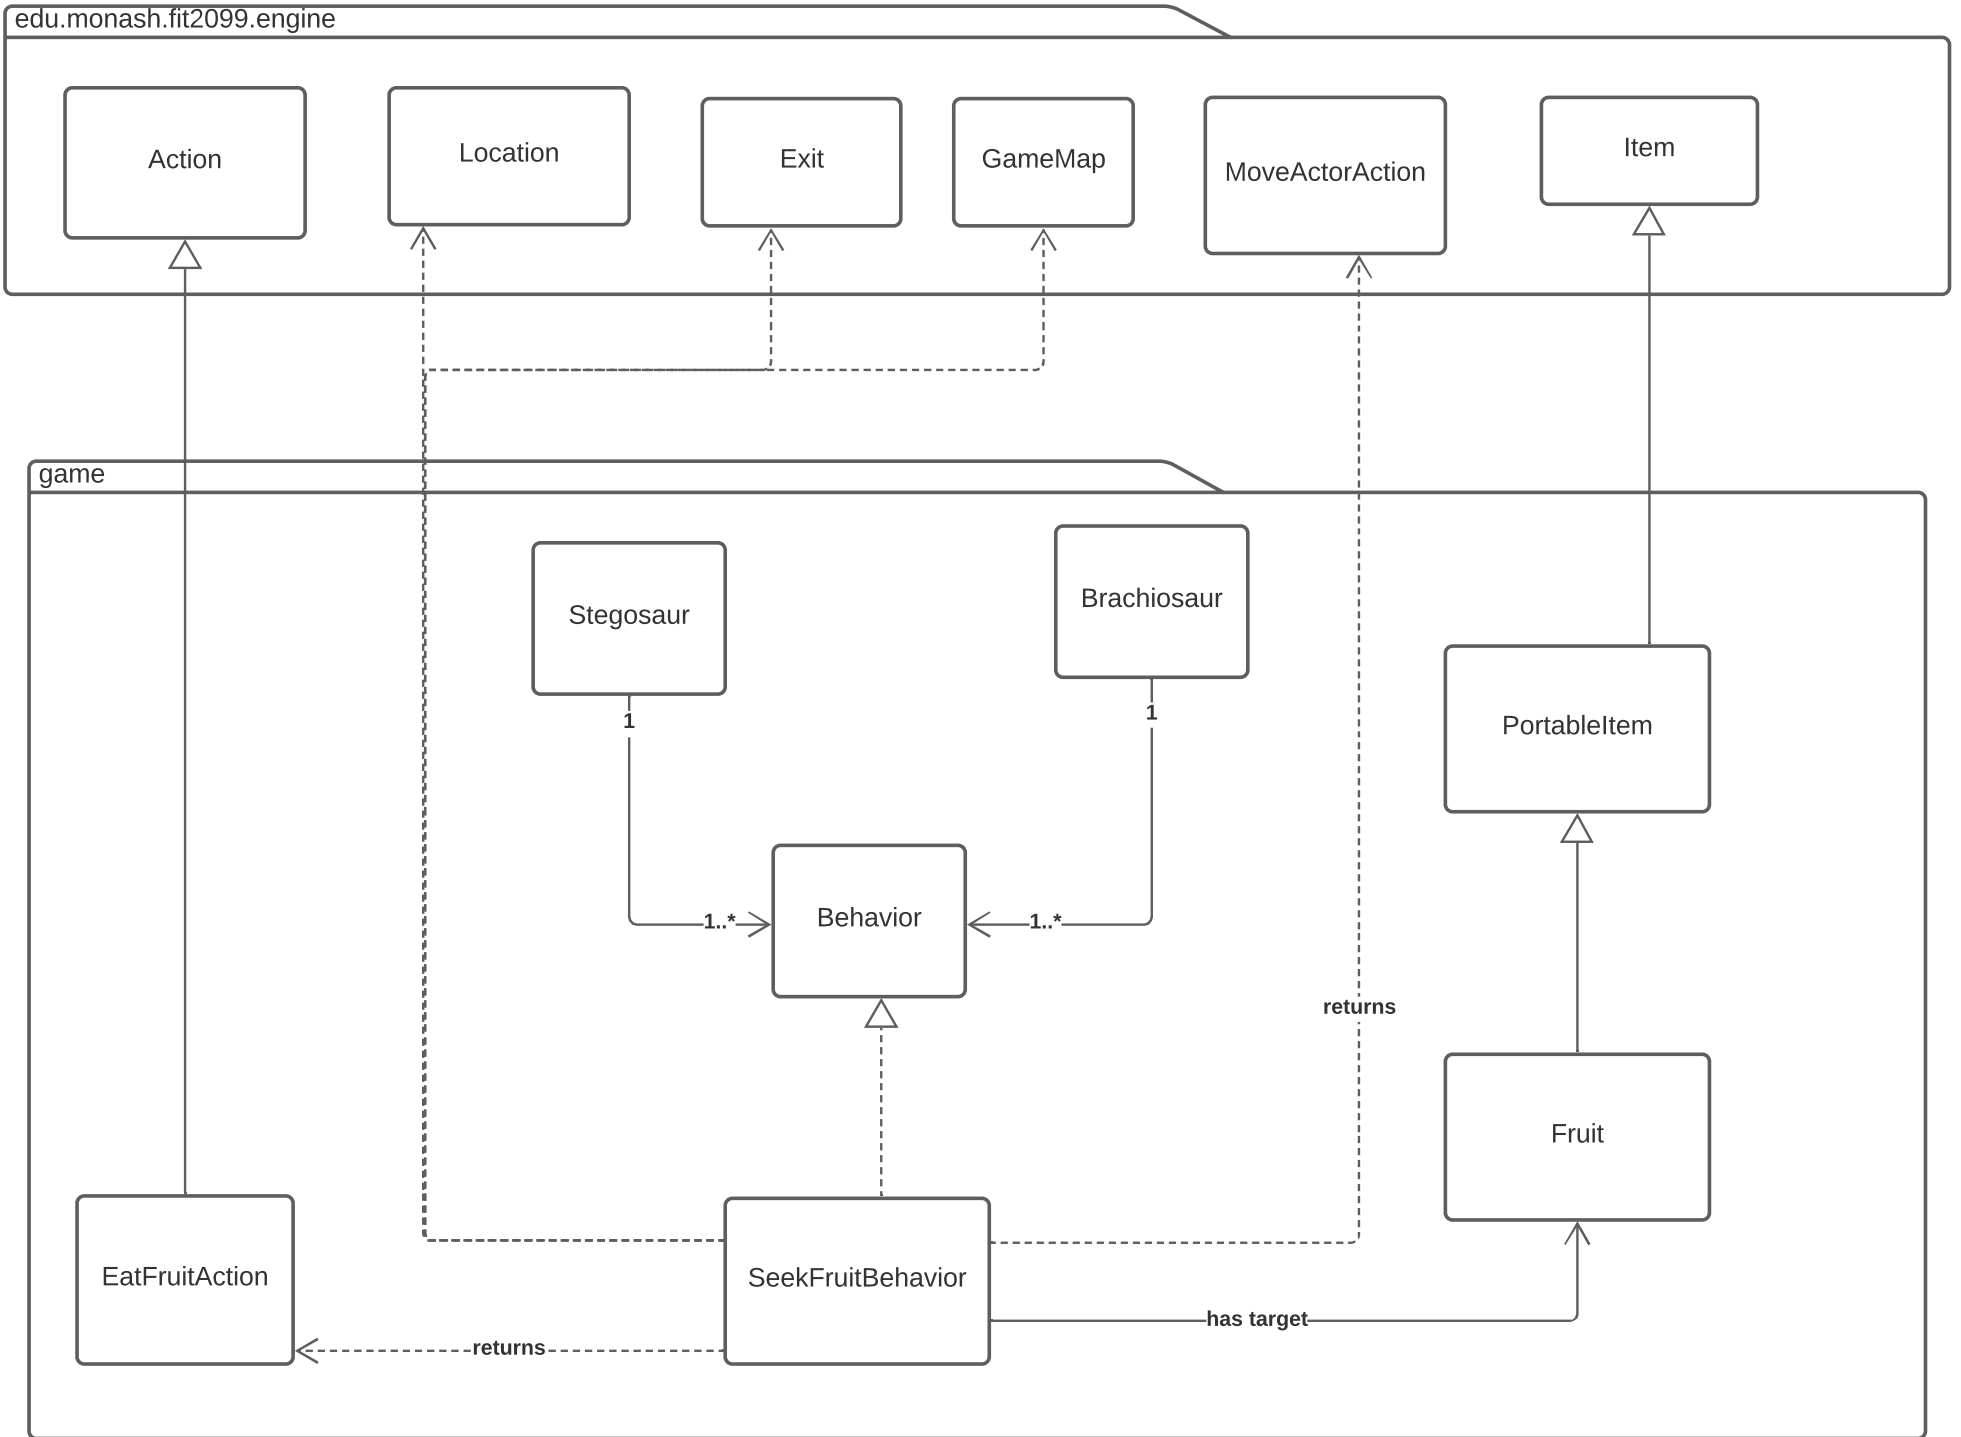 edu.monash.fit2099.engine
Action
Location
Exit
GameMap
MoveActorAction
Item
game
Stegosaur
Brachiosaur
1
1
PortableItem
Behavior
1..*
1..*
returns
Fruit
EatFruitAction
SeekFruitBehavior
has target
returns